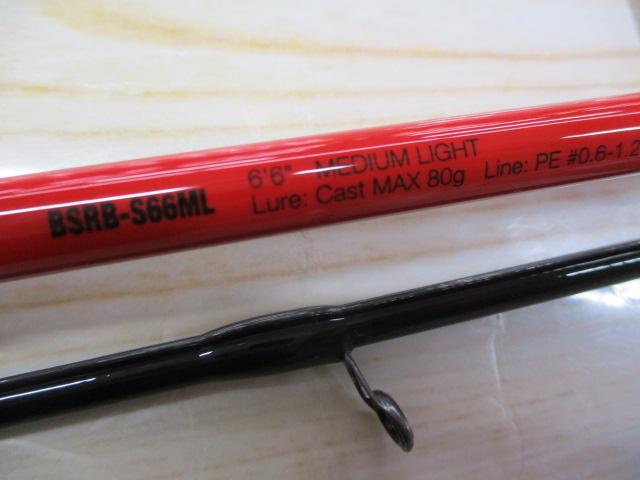 BSRB-S66ML
6'6" MEDIUM LIGHT
Lure: Cast MAX 80g Line: PE #0.6-1.2